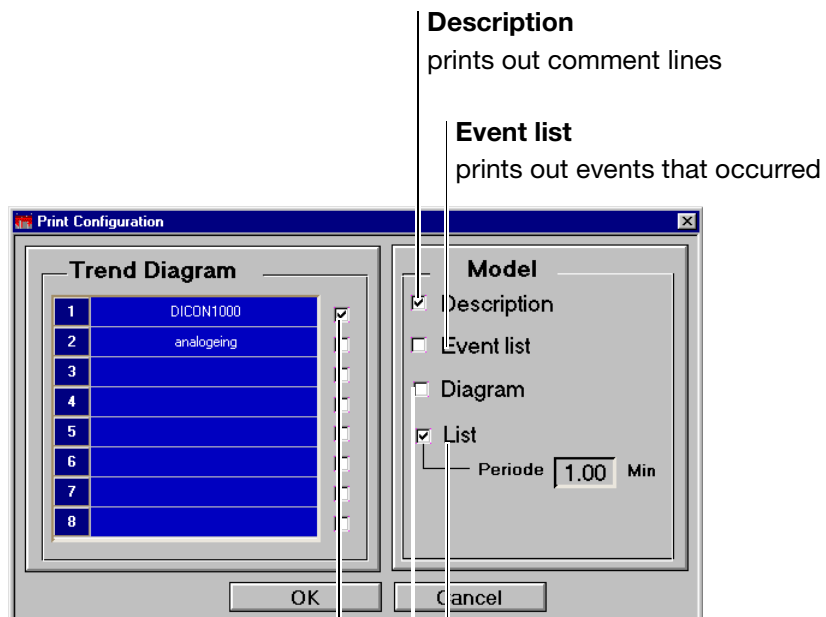 Description
prints out comment lines
Event list
prints out events that occurred
Print Configuration
Trend Diagram
1 DICON1000
2 analogeing
3
4
5
6
7
8
Model
Description
Event list
Diagram
List
Periode 1.00 Min
OK
Cancel